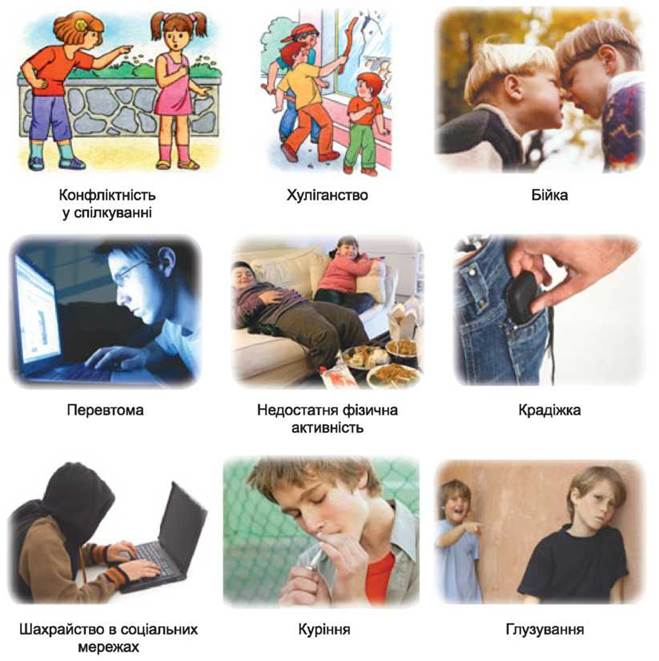 Конфліктність
у спілкуванні
Хуліганство
Бійка
Перевтома
Недостатня фізична
активність
Крадіжка
Шахрайство в соціальних
мережах
Куріння
Глузування